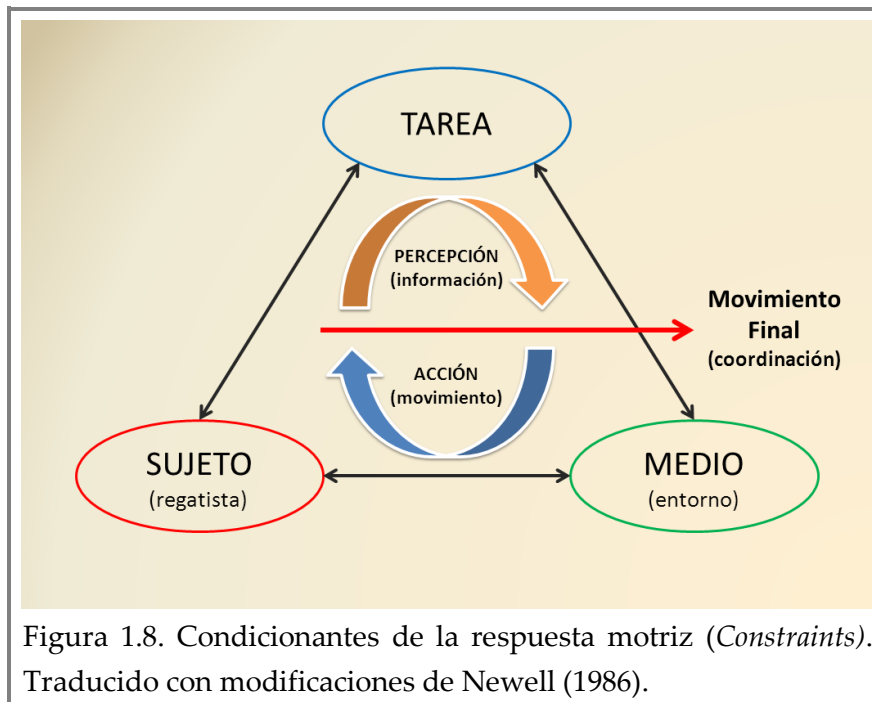 TAREA
PERCEPCIÓN
(información)
Movimiento
Final
(coordinación)
ACCIÓN
(movimiento)
SUJETO
(regatista)
MEDIO
(entorno)
Figura 1.8. Condicionantes de la respuesta motriz (Constraints).
Traducido con modificaciones de Newell (1986).